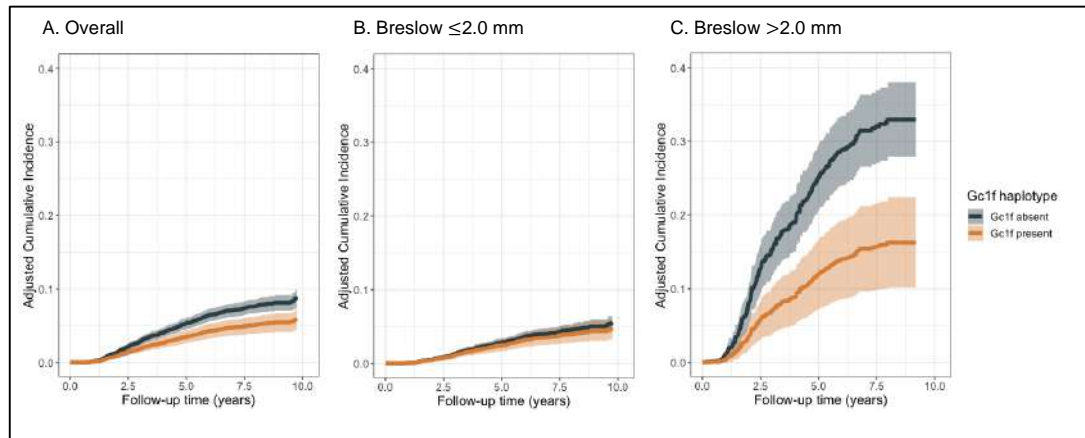 A. Overall
B. Breslow ≤2.0 mm
C. Breslow >2.0 mm
Adjusted Cumulative Incidence
0.4
0.3
0.2
0.1
0.0
0.0 2.5 5.0 7.5 10.0
Follow-up time (years)
Adjusted Cumulative Incidence
0.4
0.3
0.2
0.1
0.0
0.0 2.5 5.0 7.5 10.0
Follow-up time (years)
Adjusted Cumulative Incidence
0.4
0.3
0.2
0.1
0.0
0.0 2.5 5.0 7.5 10.0
Follow-up time (years)
Gc1f haplotype
Gc1f absent
Gc1f present